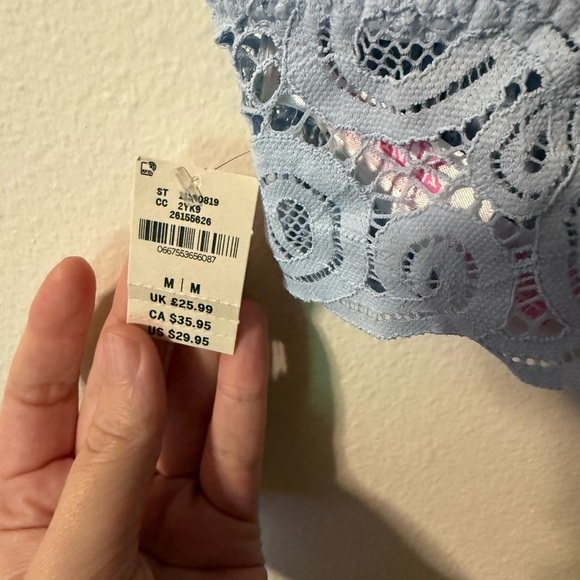 ST
CC 2YK9
26155626
0667553656087
M | M
UK £25.99
CA $35.95
US $29.95